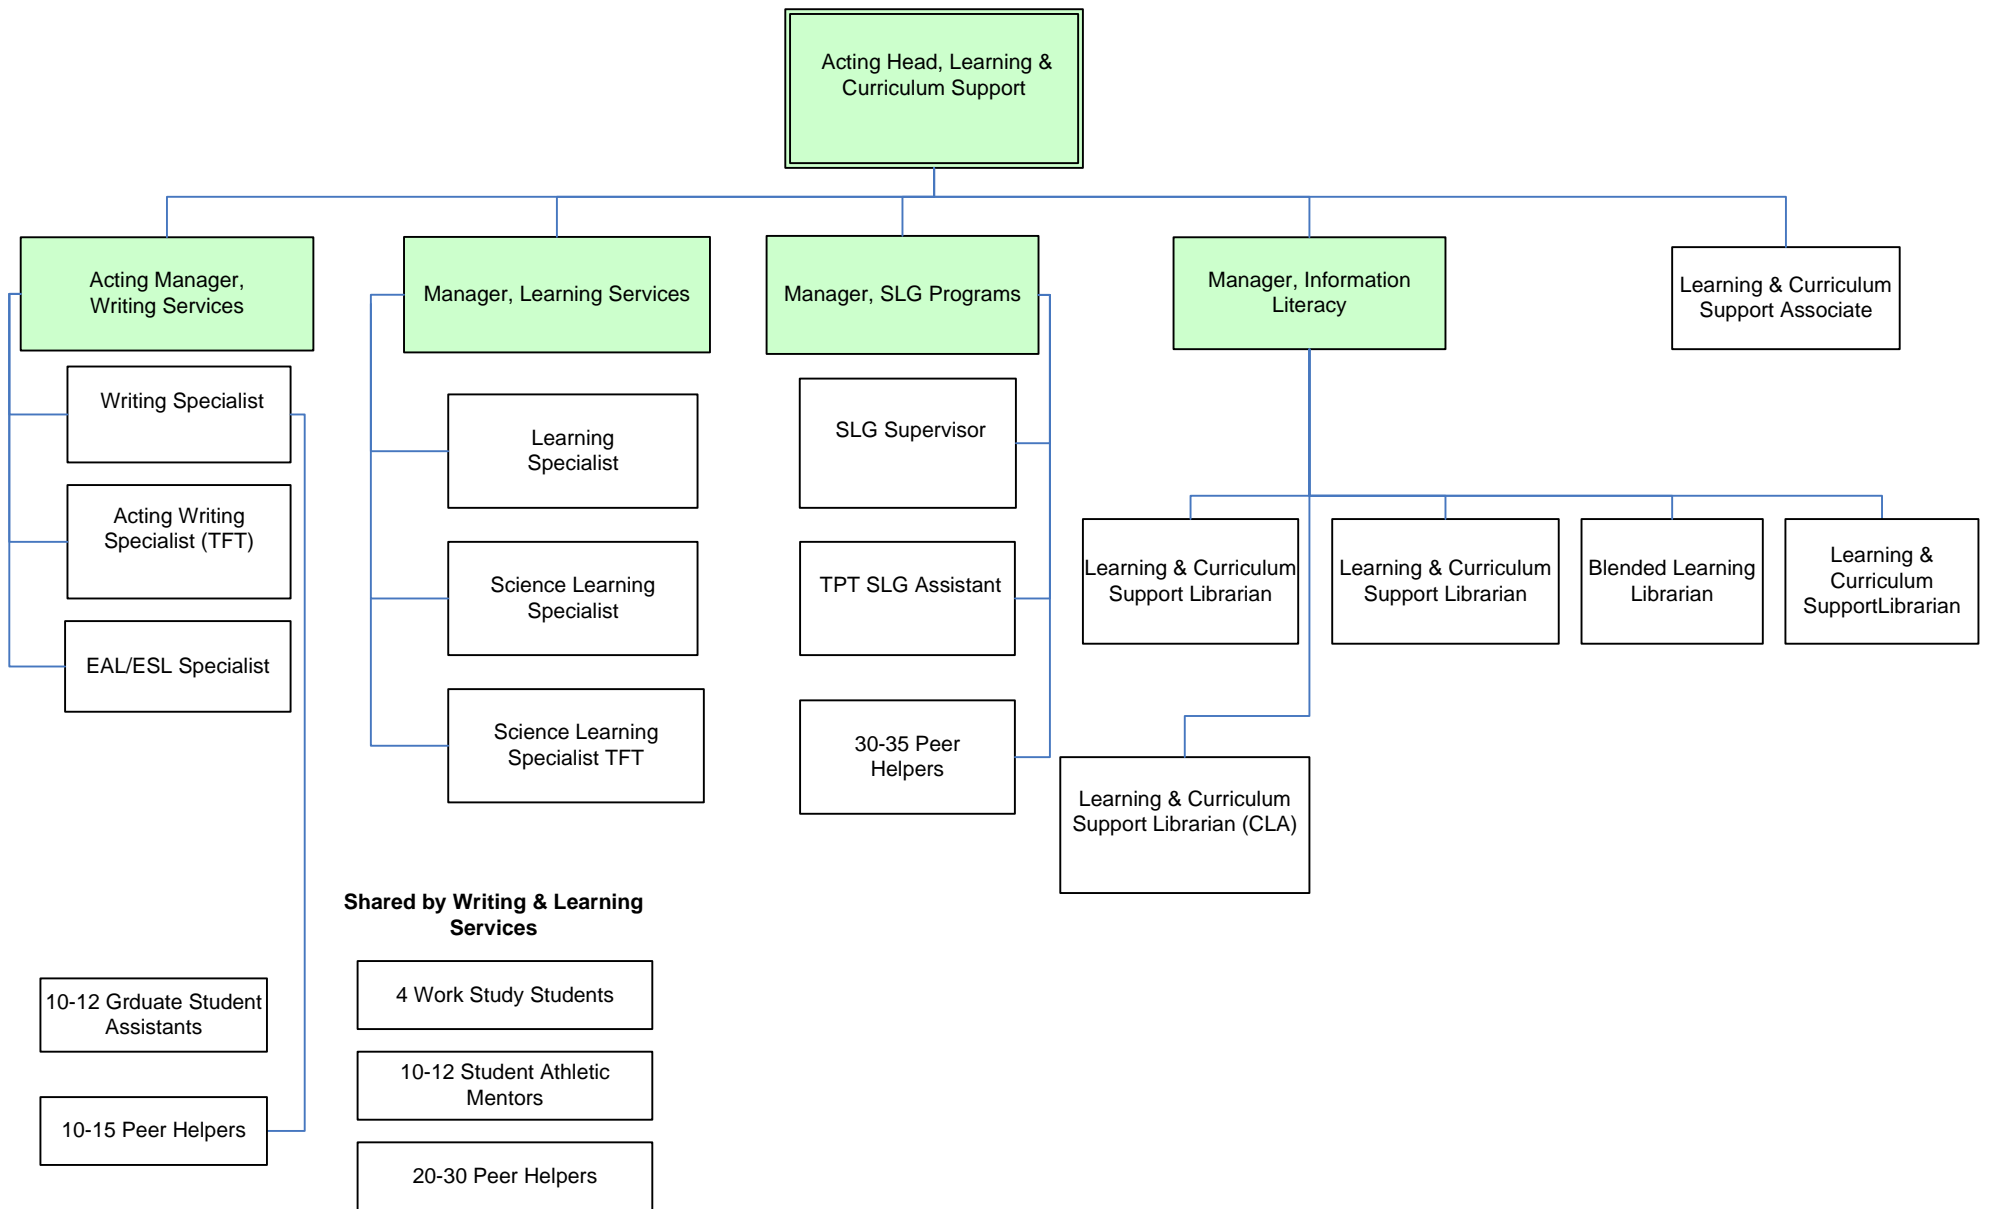 Acting Head, Learning &
Curriculum Support
Acting Manager,
Writing Services
Manager, Learning Services
Manager, SLG Programs
Manager, Information
Literacy
Learning & Curriculum
Support Associate
Writing Specialist
Acting Writing
Specialist (TFT)
EAL/ESL Specialist
Learning
Specialist
Science Learning
Specialist
Science Learning
Specialist TFT
SLG Supervisor
TPT SLG Assistant
30-35 Peer
Helpers
Learning & Curriculum
Support Librarian
Learning & Curriculum
Support Librarian
Blended Learning
Librarian
Learning &
Curriculum
SupportLibrarian
Learning & Curriculum
Support Librarian (CLA)
10-12 Grduate Student
Assistants
10-15 Peer Helpers
Shared by Writing & Learning
Services
4 Work Study Students
10-12 Student Athletic
Mentors
20-30 Peer Helpers